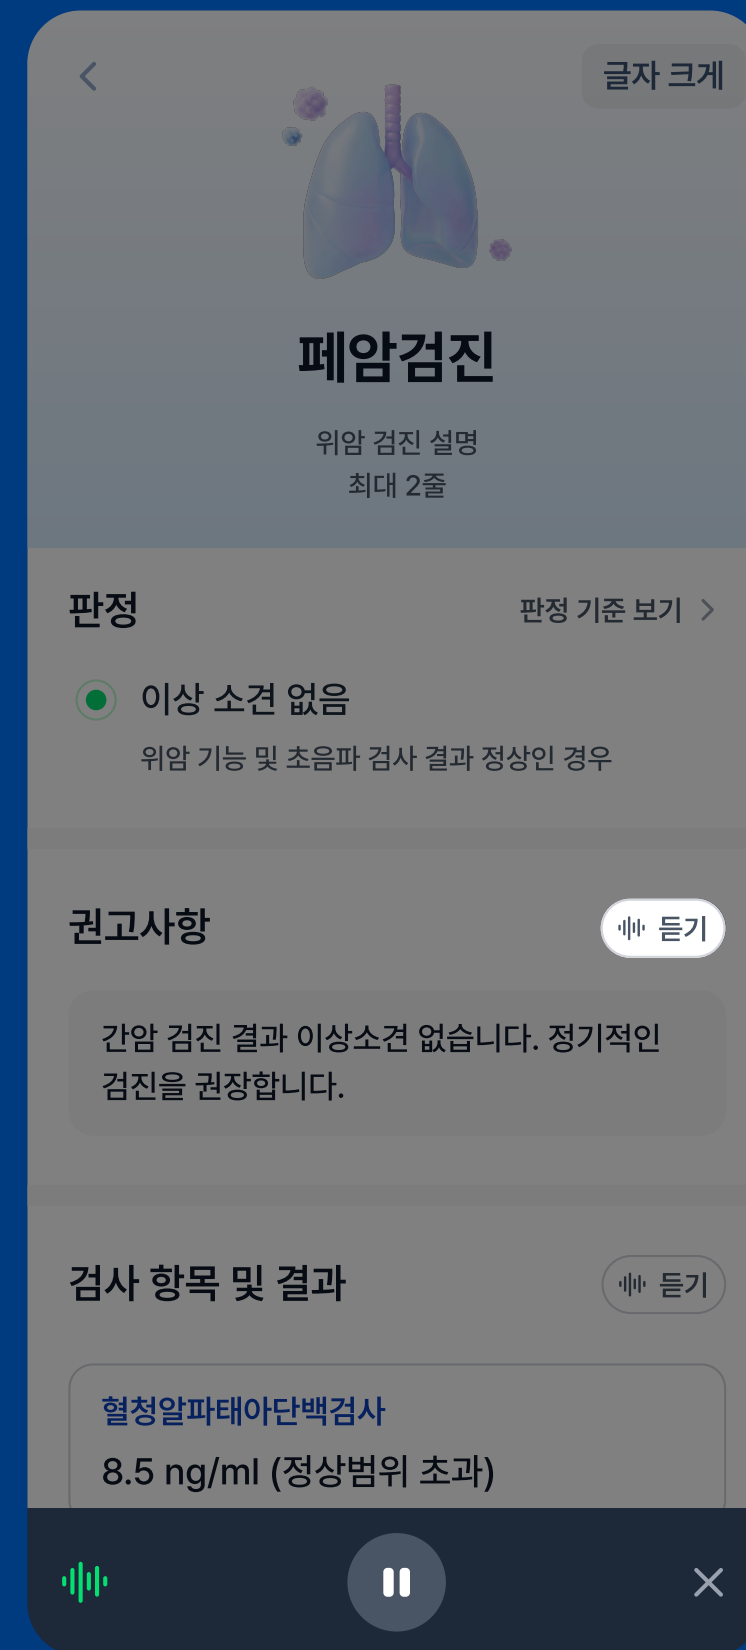 글자 크게
폐암검진
위암 검진 설명
최대 2줄
판정
판정 기준 보기
이상 소견 없음
위암 기능 및 초음파 검사 결과 정상인 경우
권고사항
듣기
간암 검진 결과 이상소견 없습니다. 정기적인
검진을 권장합니다.
검사 항목 및 결과
듣기
혈청알파태아단백검사
8.5 ng/ml (정상범위 초과)